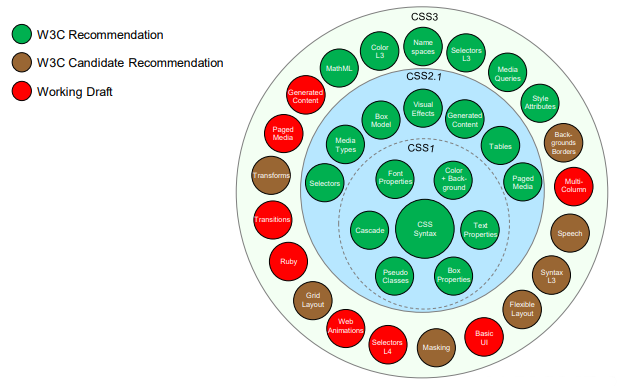 CSS3
W3C Recommendation
W3C Candidate Recommendation
Working Draft
Name
spaces
Selectors
L3
Media
Queries
Style
Attributes
Back-
grounds
Borders
Multi-
Column
Speech
Syntax
L3
Flexible
Layout
Basic
UI
Masking
Selectors
L4
Web
Animations
Grid
Layout
Ruby
Transitions
Transforms
Paged
Media
Generated
Content
MathML
Color
L3
CSS2.1
Selectors
Media
Types
Box
Model
Visual
Effects
Generated
Content
Tables
Paged
Media
CSS1
Font
Properties
Color
+ Back-
ground
Cascade
CSS
Syntax
Text
Properties
Pseudo
Classes
Box
Properties